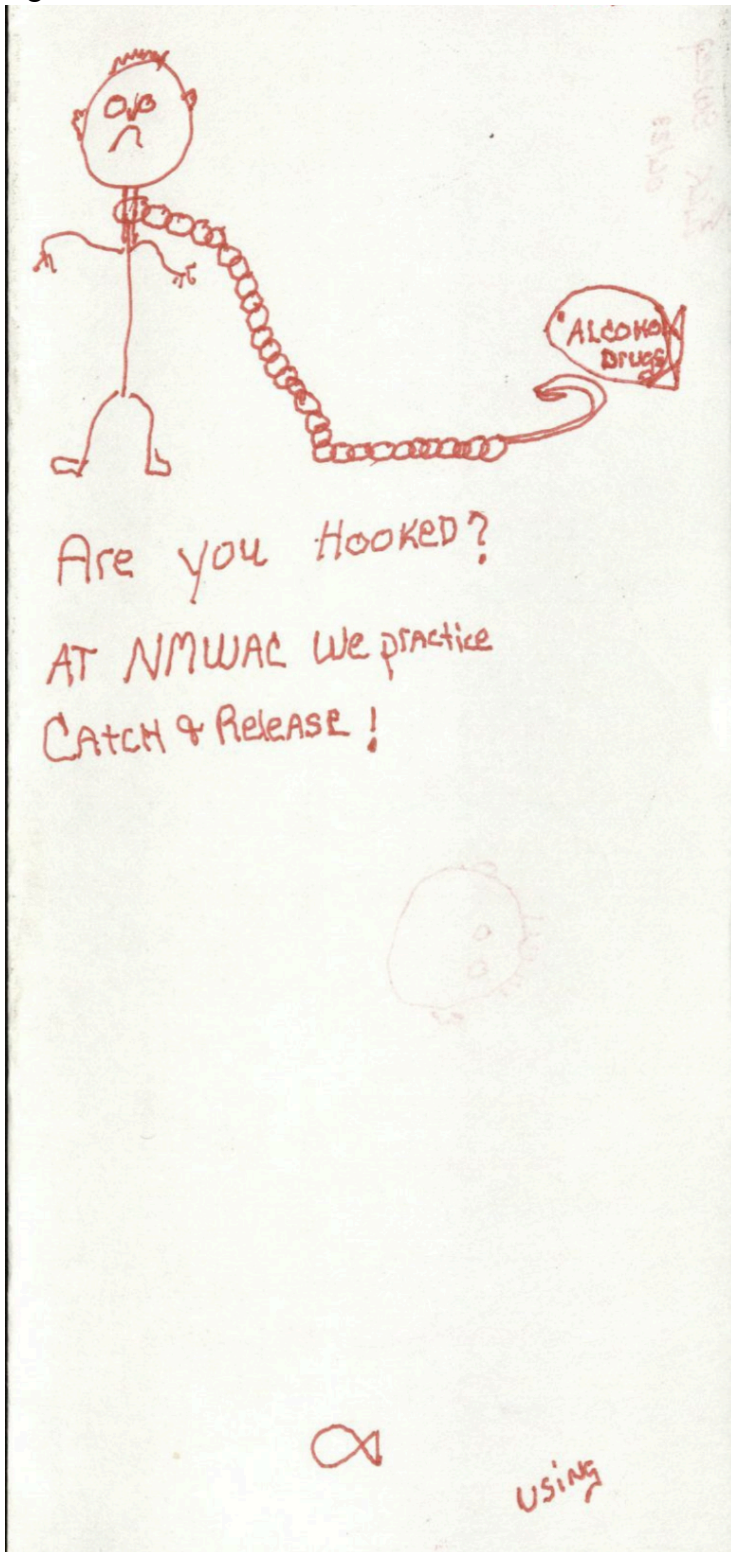 ALCOHOL
Drugs
Are you HOOKED?
AT NMWAC We practice
CAtCH & RELEASE!
USiNG